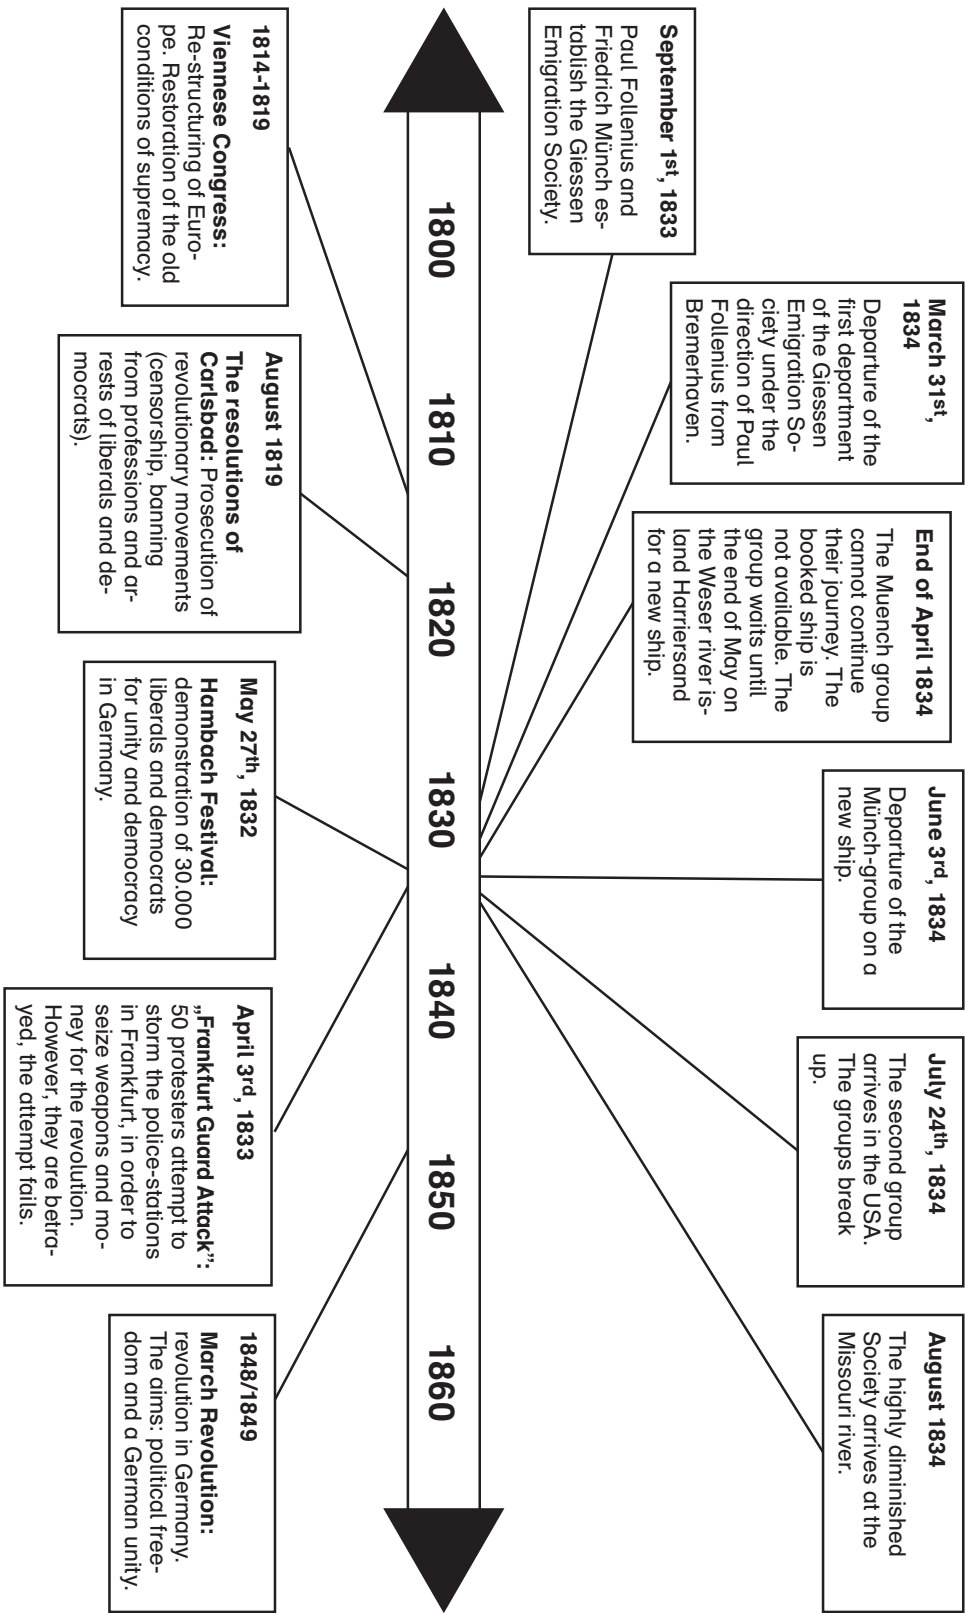 September 1st, 1833
Paul Follenius and
Friedrich Münch es-
tablish the Giessen
Emigration Society.
March 31st,
1834
Departure of the
first department
of the Giessen
Emigration So-
ciety under the
direction of Paul
Follenius from
Bremerhaven.
End of April 1834
The Muench group
cannot continue
their journey. The
booked ship is
not available. The
group waits until
the end of May on
the Weser river is-
land Harriersand
for a new ship.
June 3rd, 1834
Departure of the
Münch-group on a
new ship.
July 24th, 1834
The second group
arrives in the USA.
The groups break
up.
August 1834
The highly diminished
Society arrives at the
Missouri river.
1800 1810 1820 1830 1840 1850 1860
1814-1819
Viennese Congress:
Re-structuring of Euro-
pe. Restoration of the old
conditions of supremacy.
August 1819
The resolutions of
Carlsbad: Prosecution of
revolutionary movements
(censorship, banning
from professions and ar-
rests of liberals and de-
mocrats).
May 27th, 1832
Hambach Festival:
demonstration of 30.000
liberals and democrats
for unity and democracy
in Germany.
April 3rd, 1833
„Frankfurt Guard Attack”:
50 protesters attempt to
storm the police-stations
in Frankfurt, in order to
seize weapons and mo-
ney for the revolution.
However, they are betra-
yed, the attempt fails.
1848/1849
March Revolution:
revolution in Germany.
The aims: political free-
dom and a German unity.